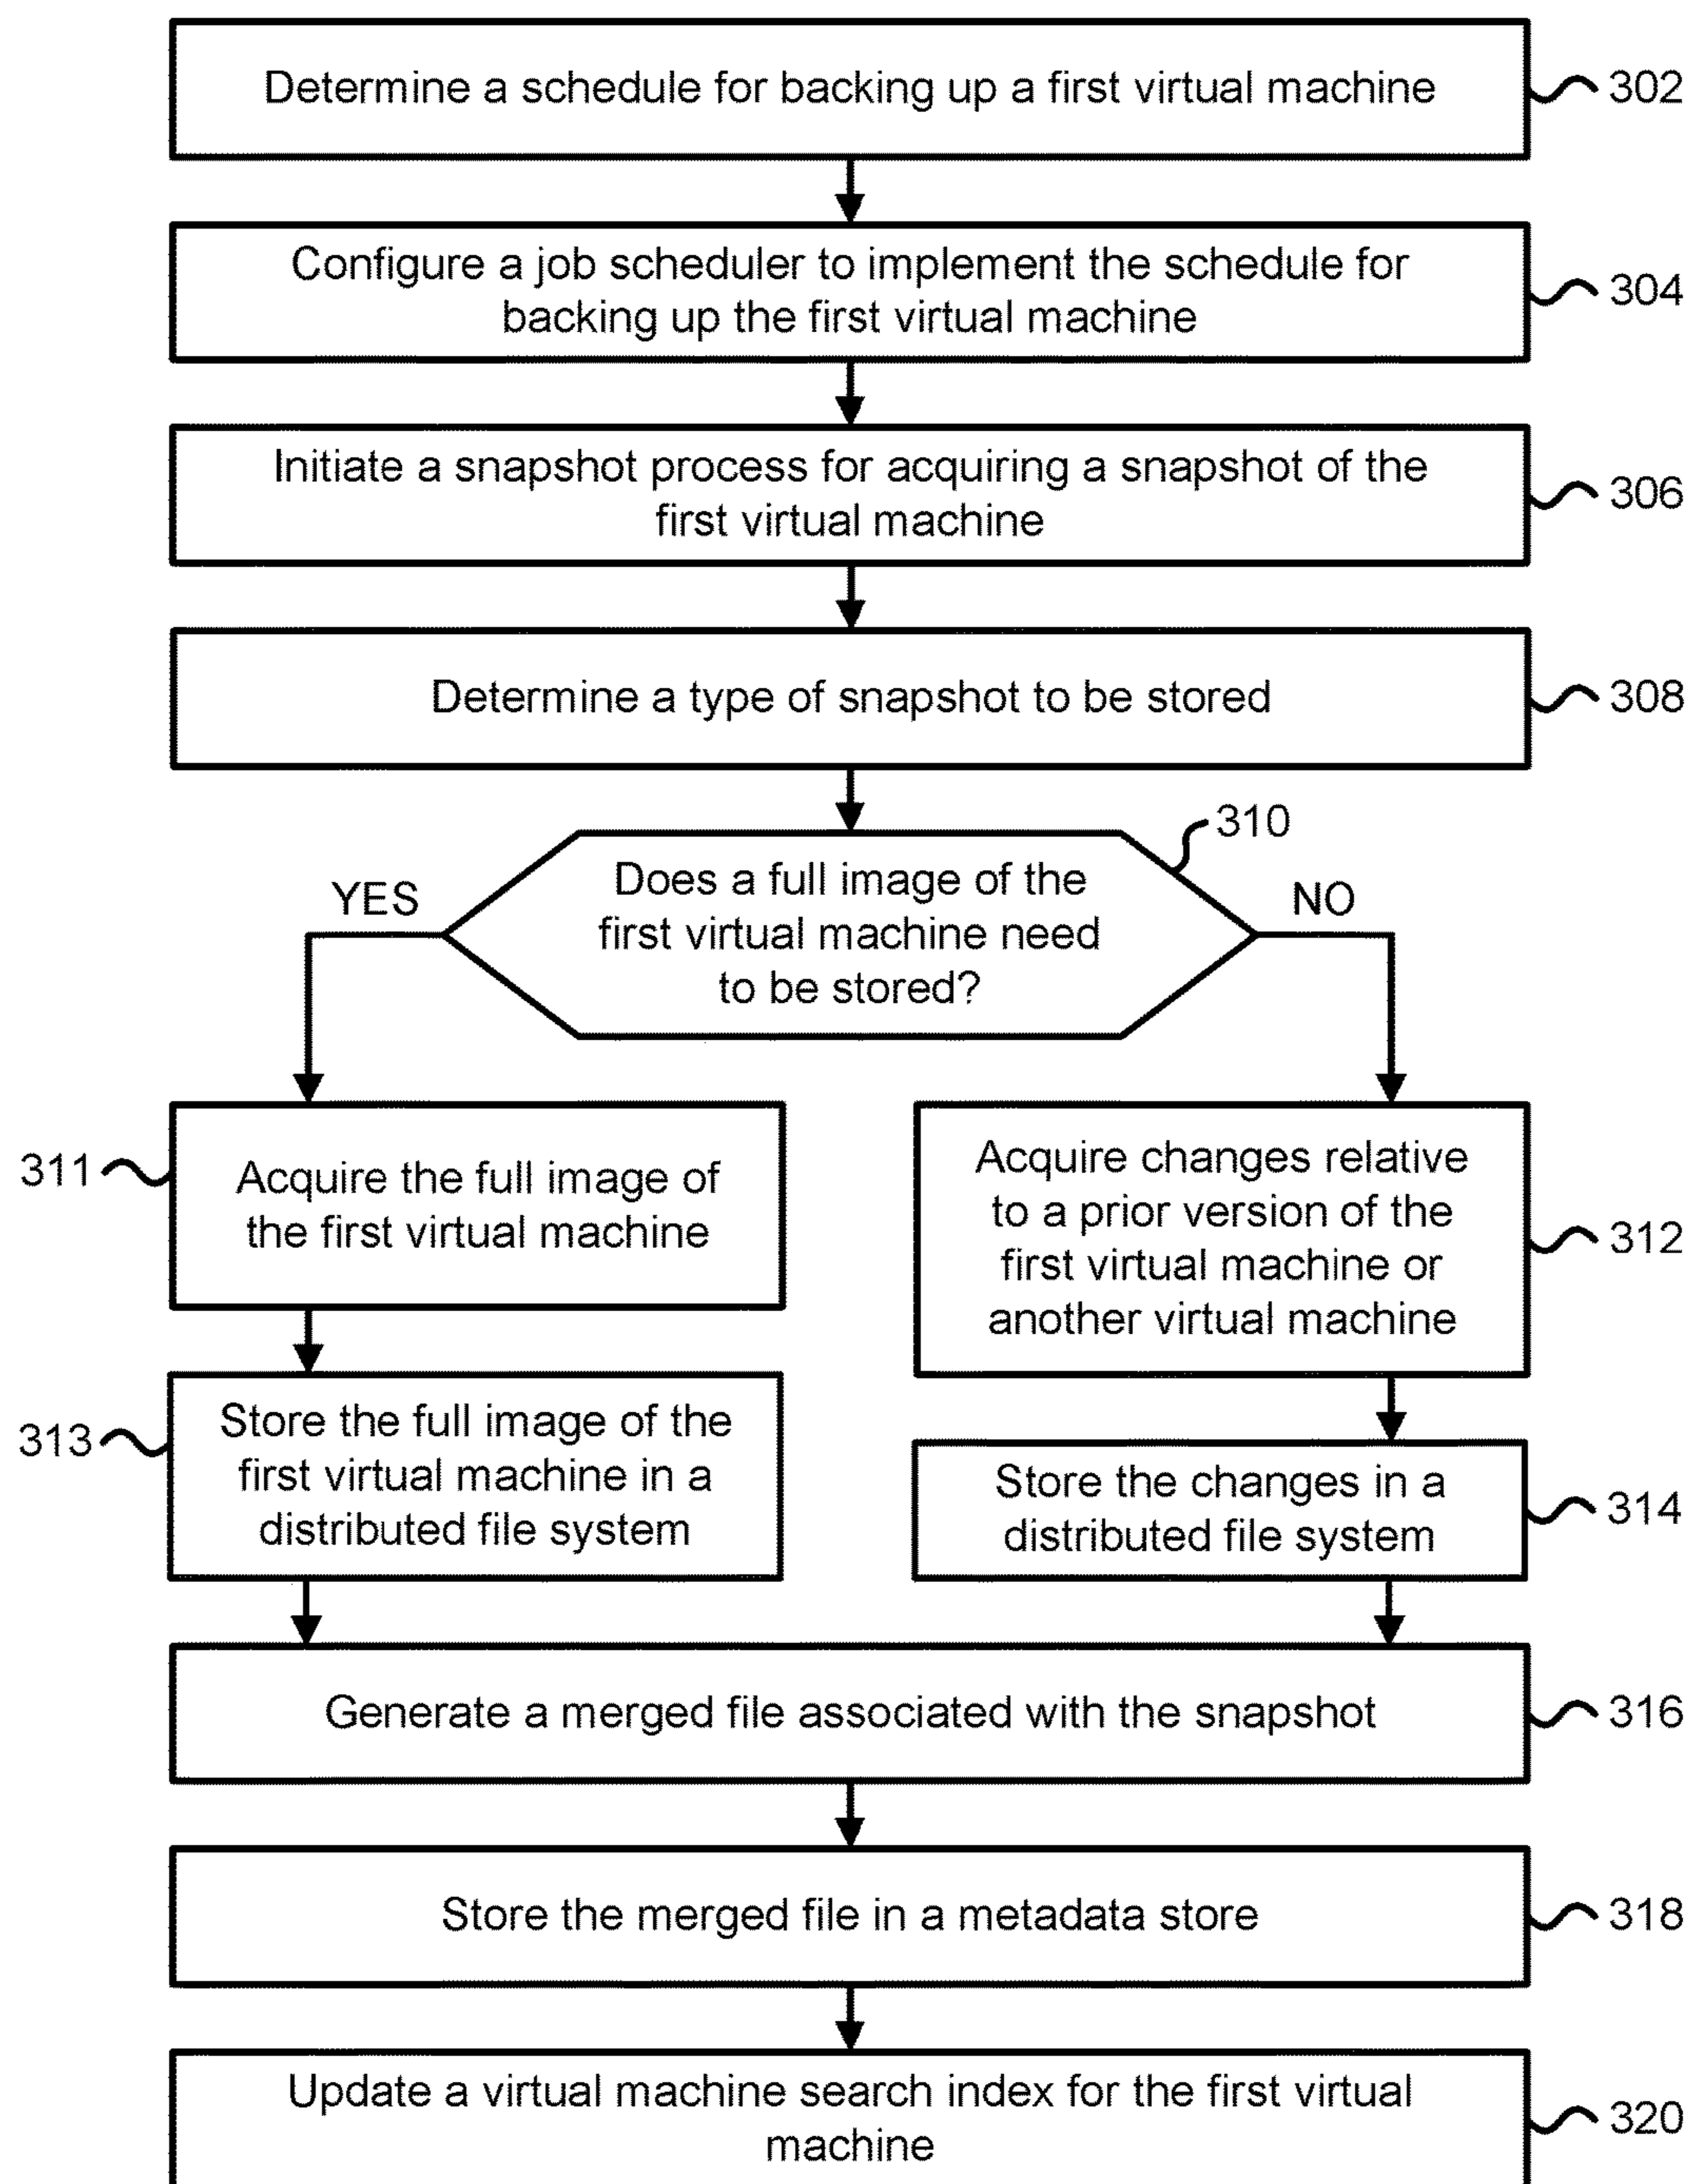 Determine a schedule for backing up a first virtual machine
302
Configure a job scheduler to implement the schedule for
backing up the first virtual machine
304
Initiate a snapshot process for acquiring a snapshot of the
first virtual machine
306
Determine a type of snapshot to be stored
308
310
Does a full image of the
first virtual machine need
to be stored?
YES
NO
311
Acquire the full image of
the first virtual machine
Acquire changes relative
to a prior version of the
first virtual machine or
another virtual machine
312
313
Store the full image of the
first virtual machine in a
distributed file system
Store the changes in a
distributed file system
314
Generate a merged file associated with the snapshot
316
Store the merged file in a metadata store
318
Update a virtual machine search index for the first virtual
machine
320